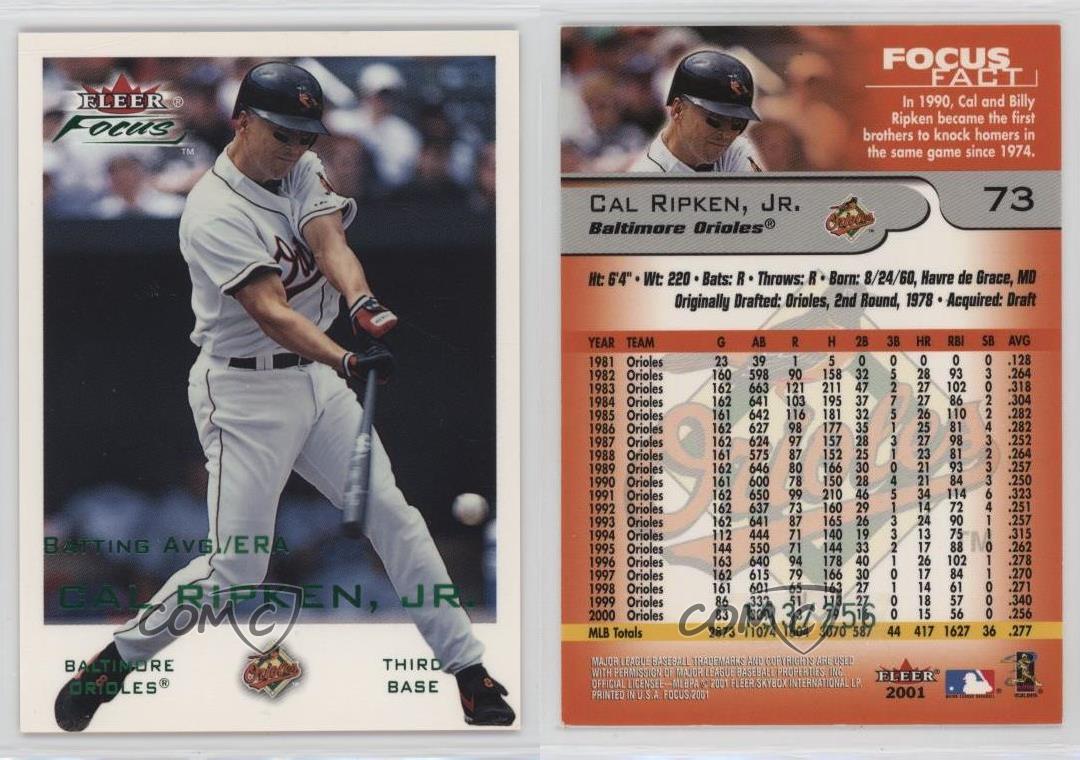 FLEER®
Focus™
BATTING AVG./ERA
CAL RIPKEN, JR.
COMC
BALTIMORE
ORIOLES®
Orioles
THIRD
BASE
FOCUS
FACT
In 1990, Cal and Billy
Ripken became the first
brothers to knock homers in
the same game since 1974.
CAL RIPKEN, JR.
Baltimore Orioles®
Orioles
73
Ht: 6'4" • Wt: 220 • Bats: R • Throws: R • Born: 8/24/60, Havre de Grace, MD
Originally Drafted: Orioles, 2nd Round, 1978 • Acquired: Draft
YEAR TEAM G AB R H 2B 3B HR RBI SB AVG
1981 Orioles 23 39 1 5 0 0 0 0 0 .128
1982 Orioles 160 598 90 158 32 5 28 93 3 .264
1983 Orioles 162 663 121 211 47 2 27 102 0 .318
1984 Orioles 162 641 103 195 37 7 27 86 2 .304
1985 Orioles 161 642 116 181 32 5 26 110 2 .282
1986 Orioles 162 627 98 177 35 1 25 81 4 .282
1987 Orioles 162 624 97 157 28 3 27 98 3 .252
1988 Orioles 161 575 87 152 25 1 23 81 2 .264
1989 Orioles 162 646 80 166 30 0 21 93 3 .257
1990 Orioles 161 600 78 150 28 4 21 84 3 .250
1991 Orioles 162 650 99 210 46 5 34 114 6 .323
1992 Orioles 162 637 73 160 29 1 14 72 4 .251
1993 Orioles 162 641 87 165 26 3 24 90 1 .257
1994 Orioles 112 444 71 140 19 3 13 75 1 .315
1995 Orioles 144 550 71 144 33 2 17 88 0 .262
1996 Orioles 163 640 94 178 40 1 26 102 1 .278
1997 Orioles 162 615 79 166 30 0 17 84 1 .270
1998 Orioles 161 601 65 163 27 1 14 61 0 .271
1999 Orioles 86 27 0 18 57 0 .340
2000 Orioles 83 0 15 56 0 .256
MLB Totals 2873 11074 1604 3070 587 44 417 1627 36 .277
COMC
MAJOR LEAGUE BASEBALL TRADEMARKS AND COPYRIGHTS ARE USED
WITH PERMISSION OF MAJOR LEAGUE BASEBALL PROPERTIES, INC.
OFFICIAL LICENSEE—MLBPA © 2001 FLEER/SKYBOX INTERNATIONAL LP.
PRINTED IN U.S.A. FOCUS/2001
FLEER
2001